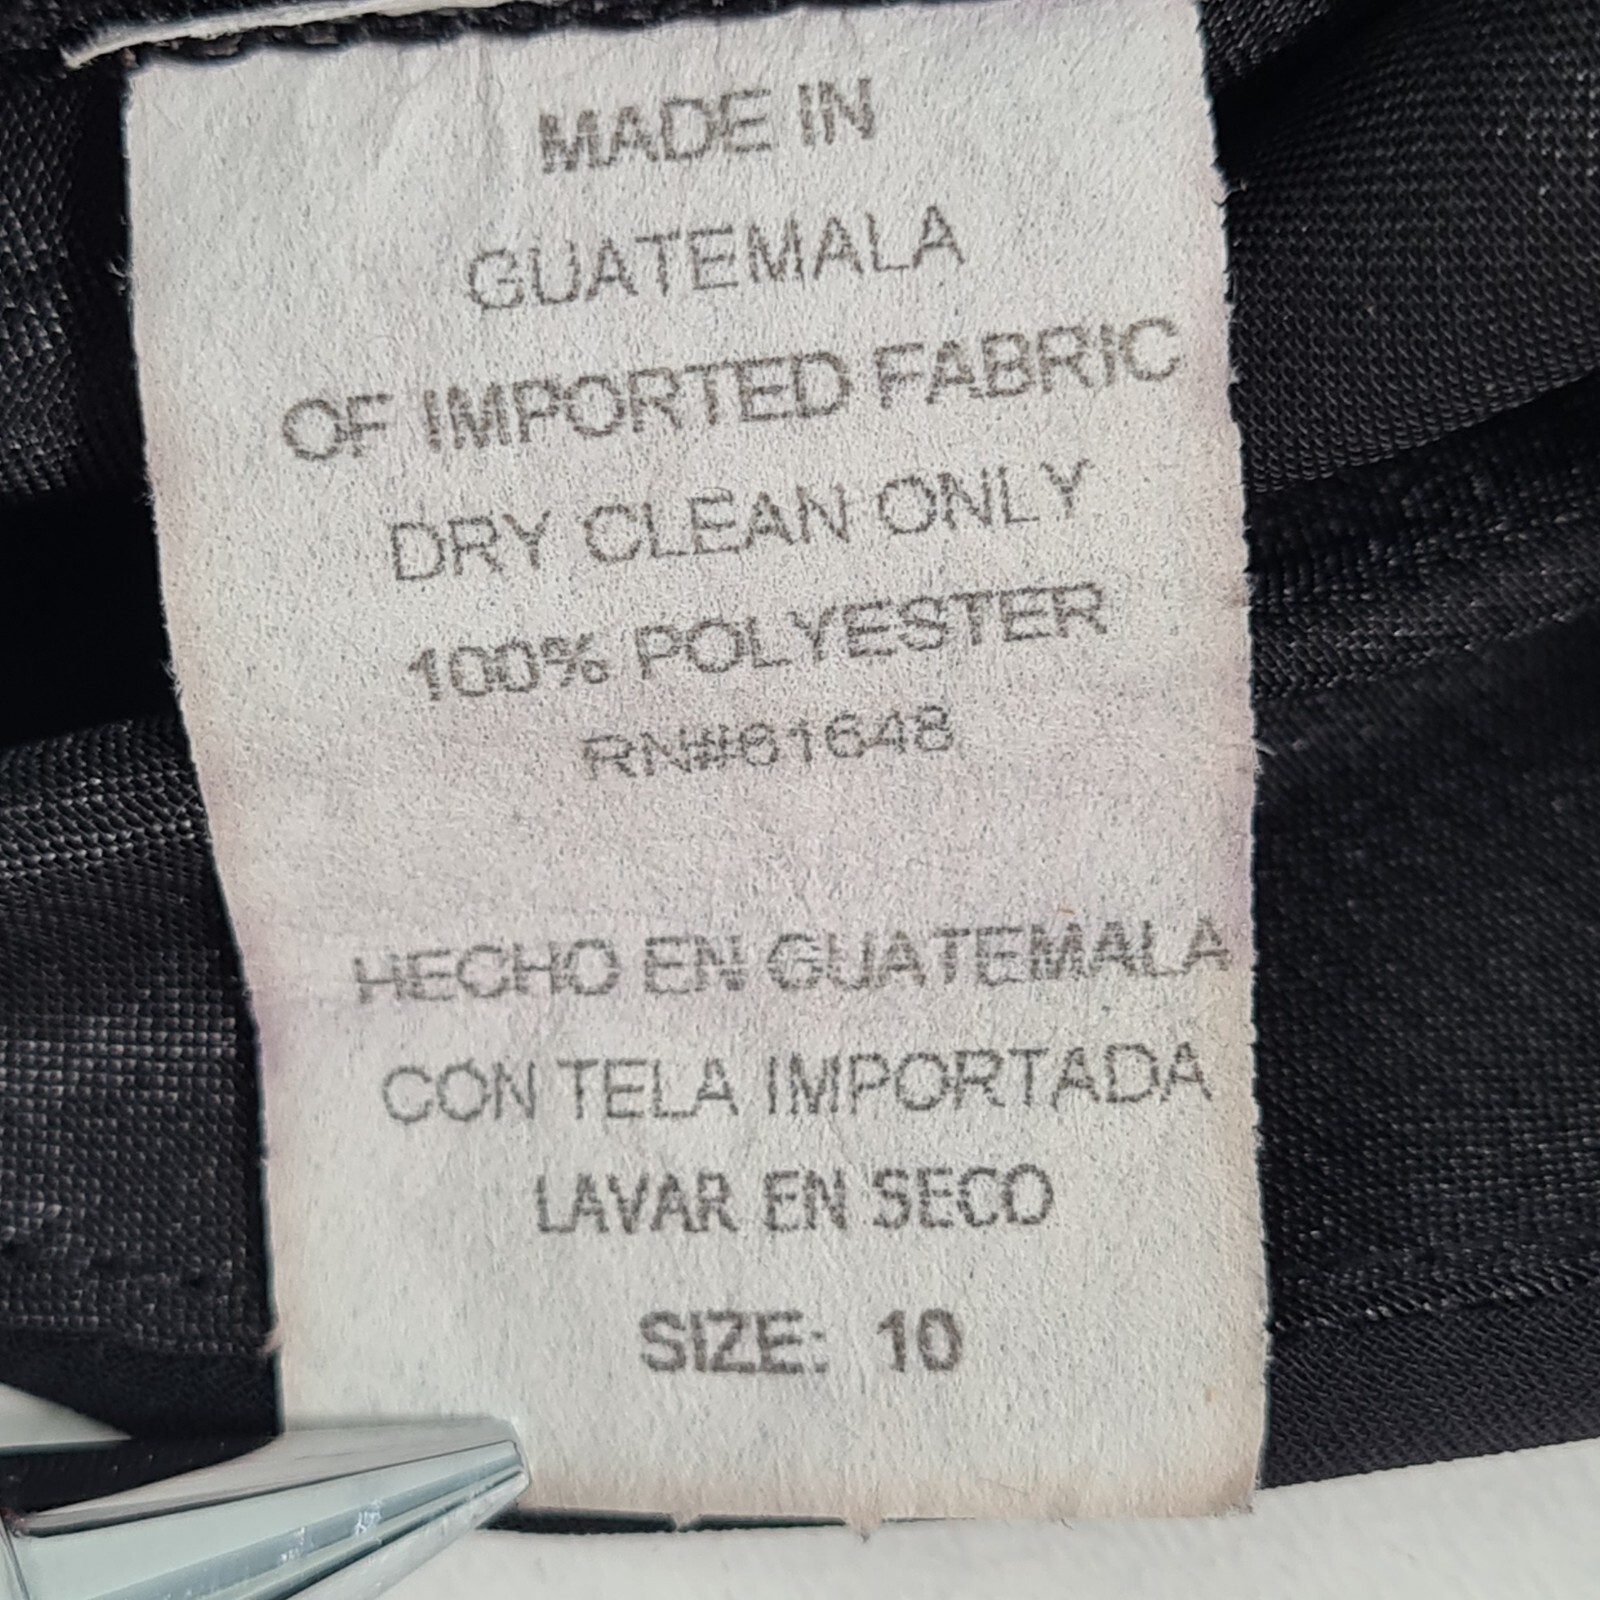 MADE IN
GUATEMALA
OF IMPORTED FABRIC
DRY CLEAN ONLY
100% POLYESTER
RN#61648
HECHO EN GUATEMALA
CON TELA IMPORTADA
LAVAR EN SECO
SIZE: 10